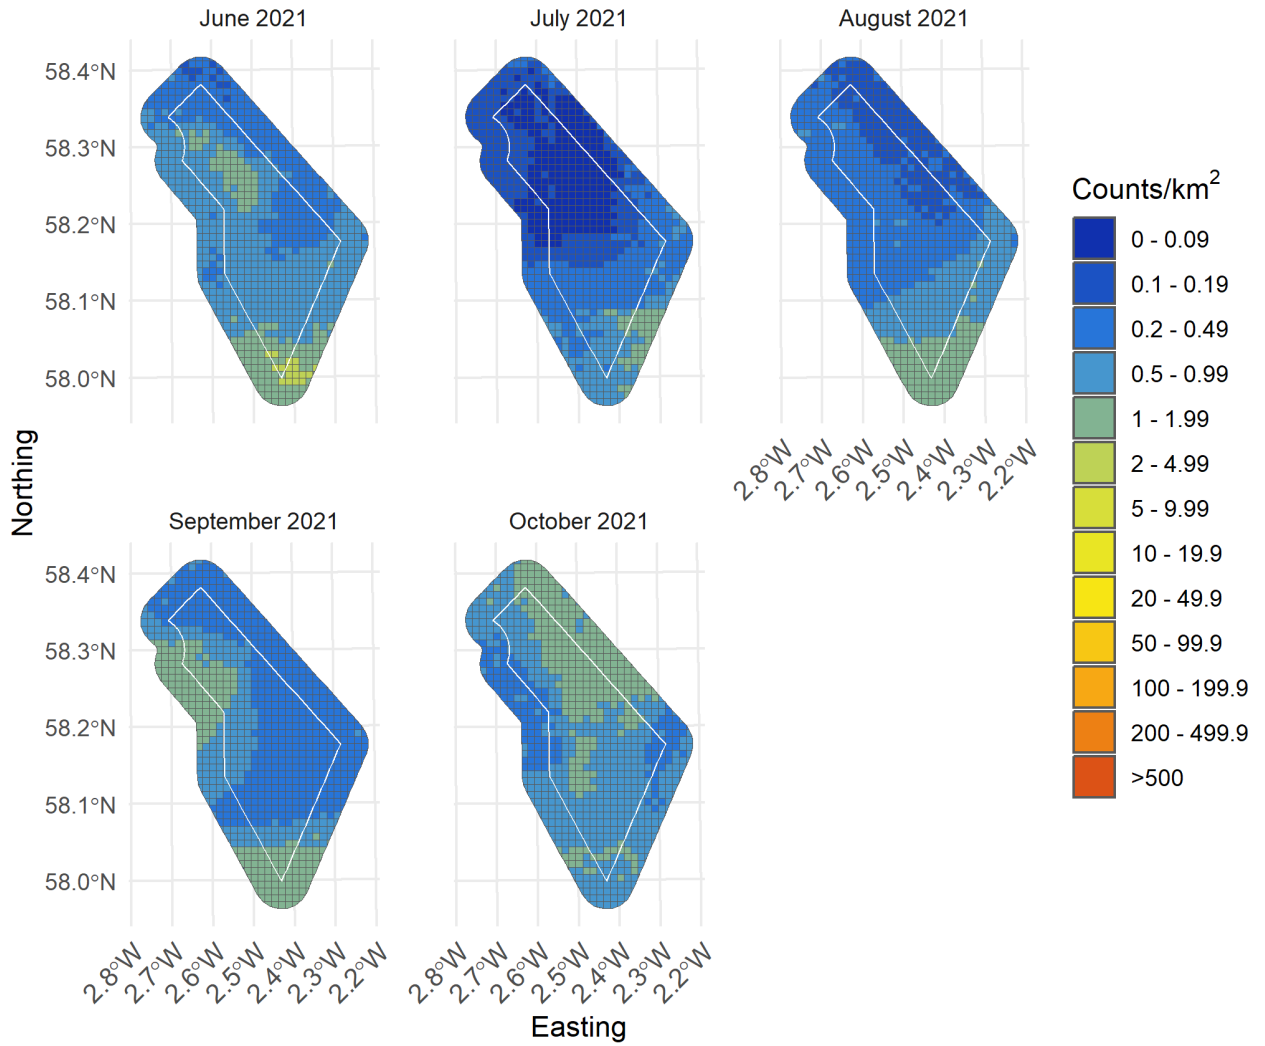 June 2021
July 2021
August 2021
58.4°N
58.3°N
58.2°N
58.1°N
58.0°N
2.8°W
2.7°W
2.6°W
2.5°W
2.4°W
2.3°W
2.2°W
September 2021
October 2021
58.4°N
58.3°N
58.2°N
58.1°N
58.0°N
2.8°W
2.7°W
2.6°W
2.5°W
2.4°W
2.3°W
2.2°W
2.8°W
2.7°W
2.6°W
2.5°W
2.4°W
2.3°W
2.2°W
Northing
Easting
Counts/km²
0 - 0.09
0.1 - 0.19
0.2 - 0.49
0.5 - 0.99
1 - 1.99
2 - 4.99
5 - 9.99
10 - 19.9
20 - 49.9
50 - 99.9
100 - 199.9
200 - 499.9
>500